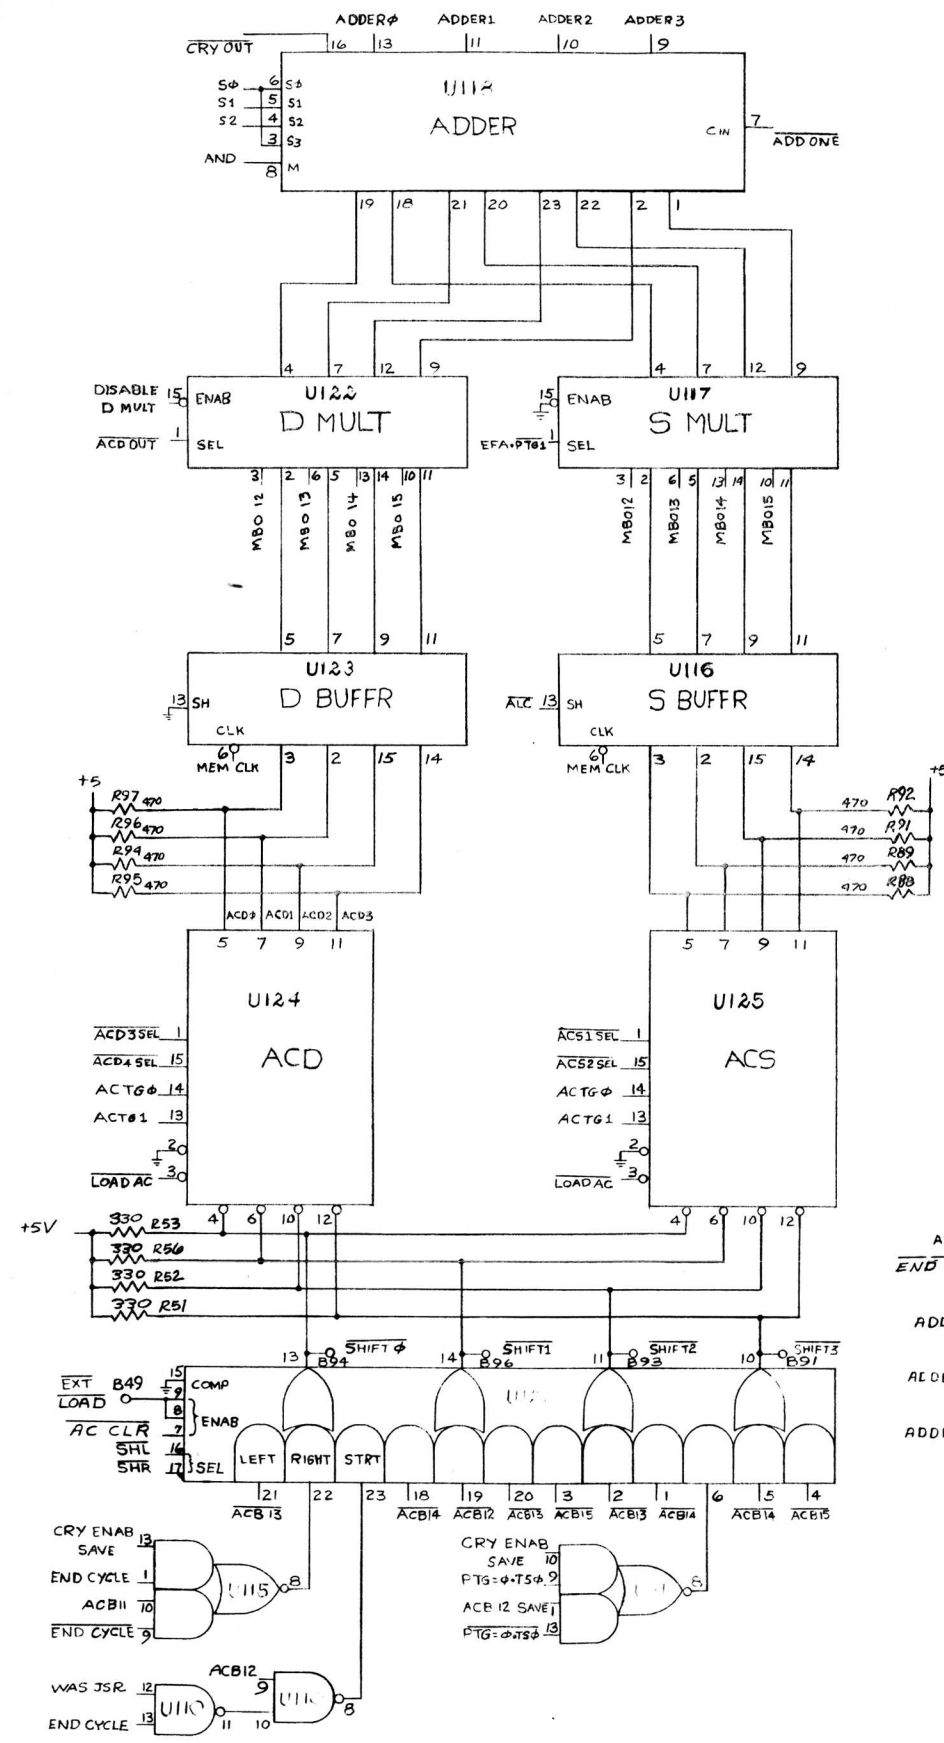 ADDERφ ADDER1 ADDER2 ADDER3
CRY OUT 16 13 11 10 9
U118
ADDER
Sφ 6 Sφ
S1 5 S1
S2 4 S2
3 S3
AND 8 M
CIN 7 ADD ONE
19 18 21 20 23 22 2 1
4 7 12 9
DISABLE
D MULT 15 ENAB
U122
D MULT
ACD OUT 1 SEL
3 2 6 5 13 14 10 11
MBO 12 MBO 13 MBO 14 MBO 15
4 7 12 9
15 ENAB
U117
S MULT
EFA•PTG1 1 SEL
3 2 6 5 13 14 10 11
MBO12 MBO13 MBO14 MBO15
5 7 9 11
U123
D BUFFR
13 SH
CLK
6
MEM CLK
3 2 15 14
5 7 9 11
U116
S BUFFR
ALC 13 SH
CLK
6
MEM CLK
3 2 15 14
+5
R97 470
R96 470
R94 470
R95 470
+5
470 R92
470 R91
470 R89
470 R88
ACDφ ACD1 ACD2 ACD3
5 7 9 11
U124
ACD
ACD3SEL 1
ACD4SEL 15
ACTGφ 14
ACTG1 13
2
LOAD AC 3
4 6 10 12
5 7 9 11
U125
ACS
ACS1SEL 1
ACS2SEL 15
ACTGφ 14
ACTG1 13
2
LOAD AC 3
4 6 10 12
+5V
330 R53
330 R56
330 R52
330 R51
A
END
ADD
ADDE
ADDE
13 SHIFTφ B94
14 SHIFT1 B96
11 SHIFT2 B93
10 SHIFT3 B91
15 COMP
EXT B49 9
LOAD 8 ENAB
AC CLR 7
SHL 16
SHR 17 SEL
LEFT RIGHT STRT
21 22 23 18 19 20 3 2 1 6 5 4
ACB13 ACB14 ACB12 ACB13 ACB15 ACB13 ACB14 ACB14 ACB15
CRY ENAB
SAVE 13
END CYCLE 1
ACB11 10
END CYCLE 9
U115 8
CRY ENAB
SAVE 10
PTG=φ•TSφ 9
ACB 12 SAVE 1
PTG=φ•TSφ 13
8
ACB12
9
WAS JSR 12
END CYCLE 13
U110 11 10
8